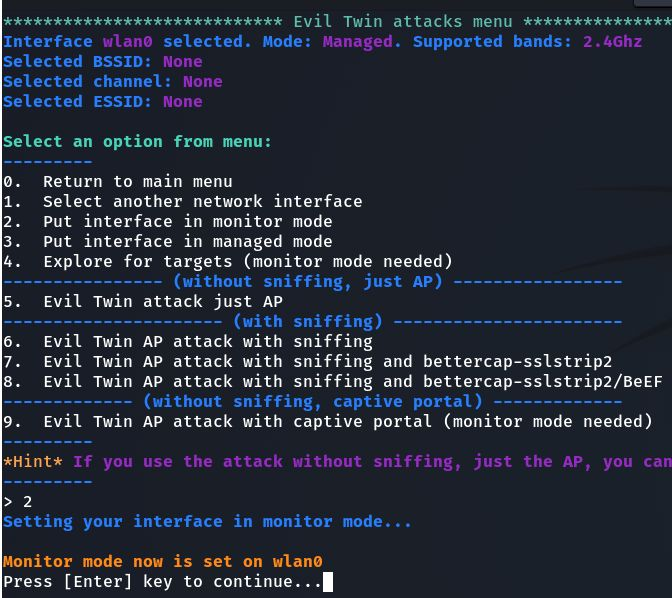 **************************** Evil Twin attacks menu ***************
Interface wlan0 selected. Mode: Managed. Supported bands: 2.4Ghz
Selected BSSID: None
Selected channel: None
Selected ESSID: None
Select an option from menu:
---------
0. Return to main menu
1. Select another network interface
2. Put interface in monitor mode
3. Put interface in managed mode
4. Explore for targets (monitor mode needed)
---------------- (without sniffing, just AP) -----------------
5. Evil Twin attack just AP
---------------------- (with sniffing) -----------------------
6. Evil Twin AP attack with sniffing
7. Evil Twin AP attack with sniffing and bettercap-sslstrip2
8. Evil Twin AP attack with sniffing and bettercap-sslstrip2/BeEF
------------- (without sniffing, captive portal) -------------
9. Evil Twin AP attack with captive portal (monitor mode needed)
---------
*Hint* If you use the attack without sniffing, just the AP, you can
---------
> 2
Setting your interface in monitor mode...
Monitor mode now is set on wlan0
Press [Enter] key to continue...